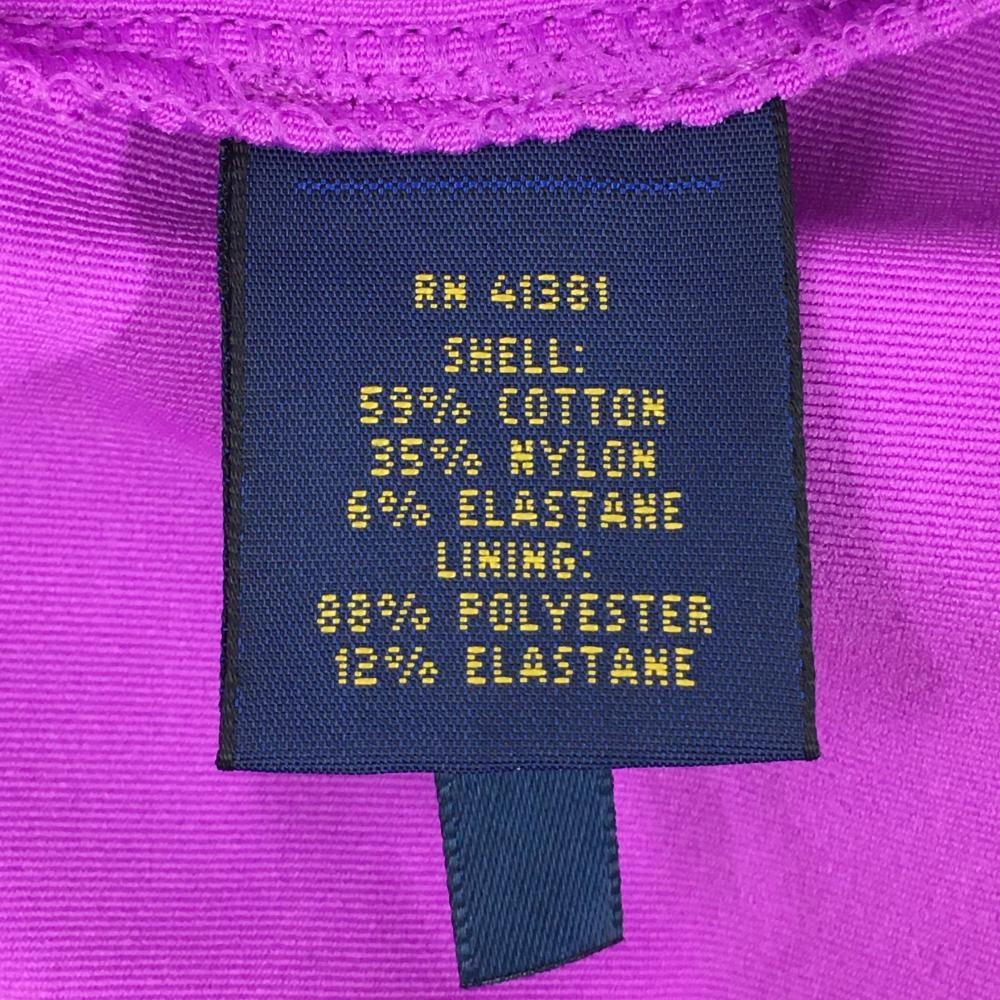 RN 41381
SHELL:
59% COTTON
35% NYLON
6% ELASTANE
LINING:
88% POLYESTER
12% ELASTANE